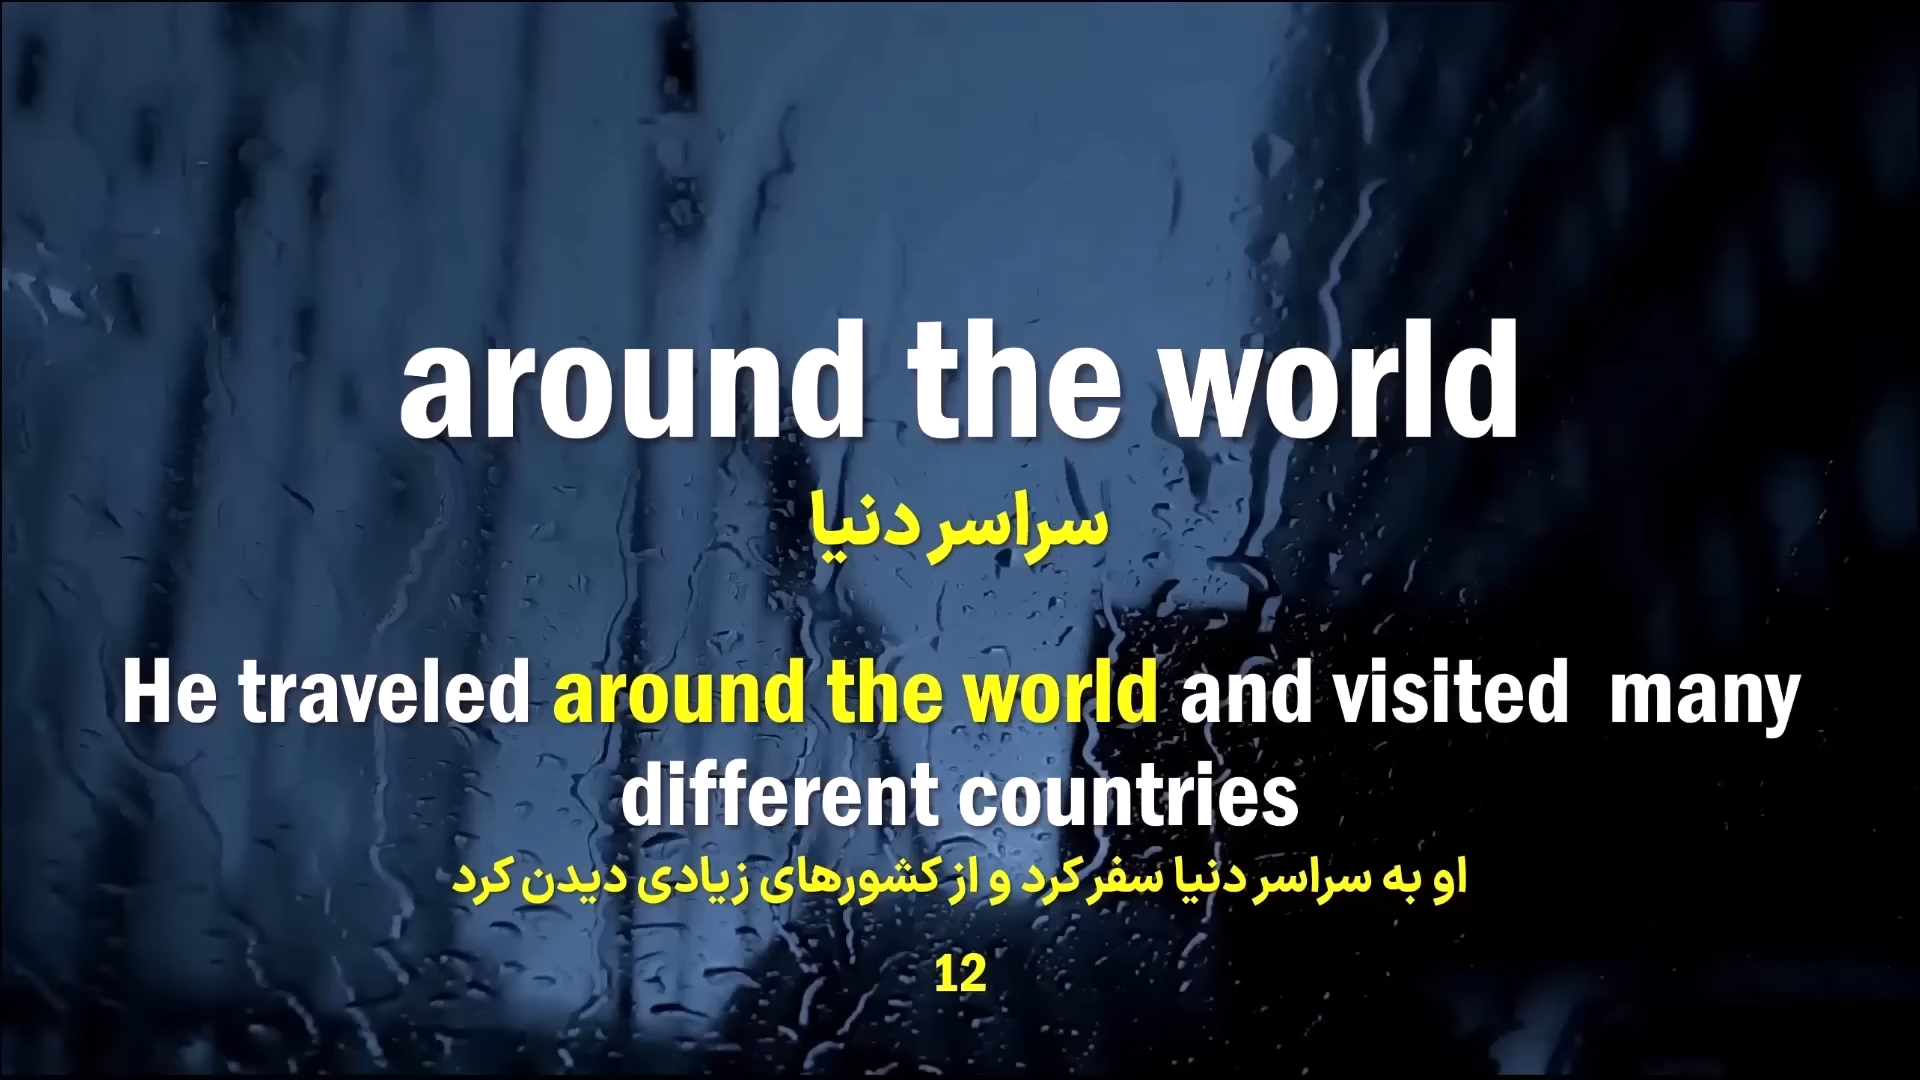 around the world
سراسر دنیا
He traveled around the world and visited  many
different countries
او به سراسر دنیا سفر کرد و از کشورهای زیادی دیدن کرد
12